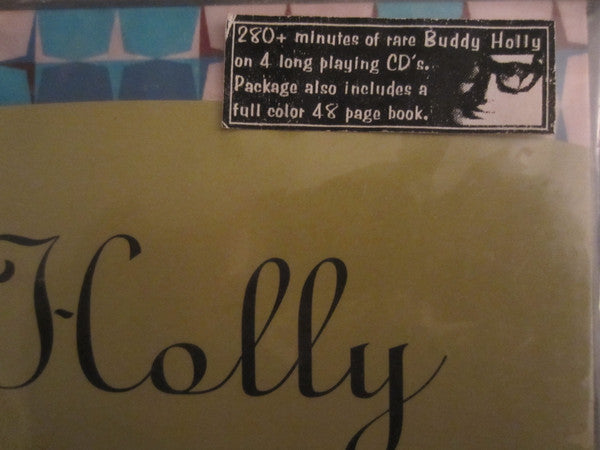 280+ minutes of rare Buddy Holly
on 4 long playing CD's.
Package also includes a
full color 48 page book.
Holly